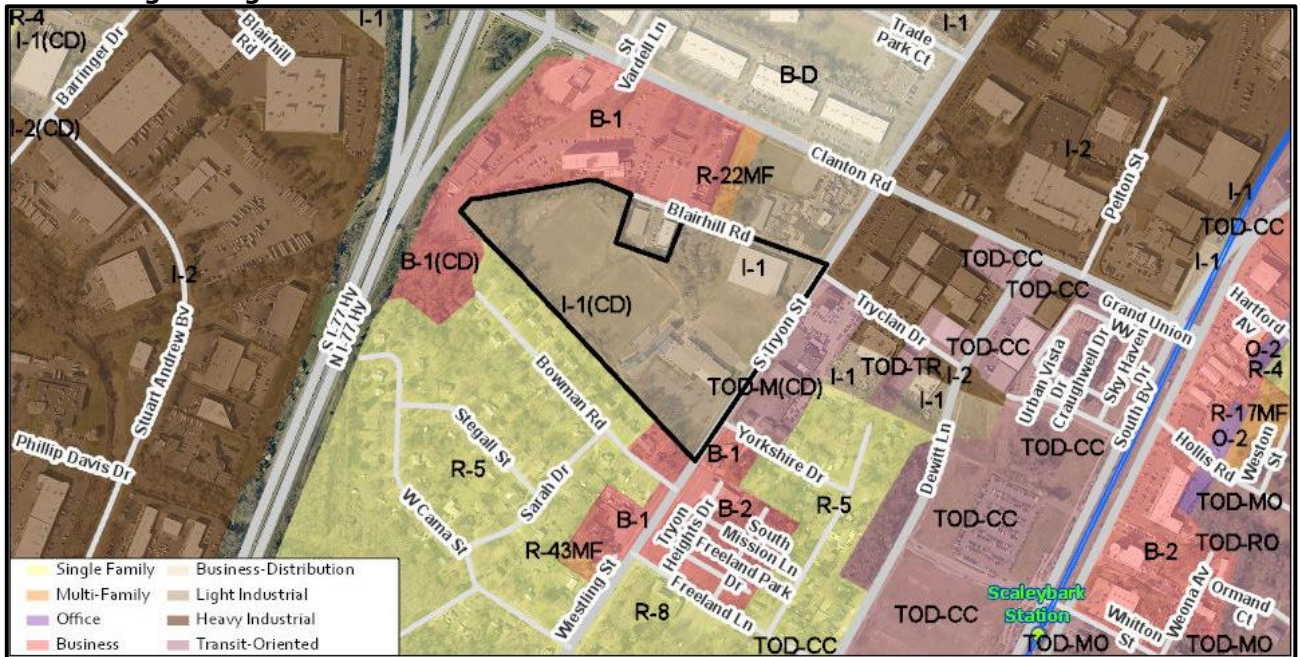 R-4
I-1(CD)
I-1
Barringer Dr
Blairhill
Rd
I-2(CD)
St
Vardell Ln
B-D
Trade
Park Ct
I-1
B-1
Clanton Rd
I-2
Pelton St
R-22MF
Blairhill Rd
I-1
TOD-CC
I-1
B-1(CD)
I-1
I-2
TOD-CC
TOD-CC
S I-77 Hy
N I-77 Hy
I-1(CD)
S Tryon St
Tryclan Dr
Grand Union
Wy
Hartford
Av
Stuart Andrew Bv
Bowman Rd
TOD-M(CD)
I-1
TOD-TR
TOD-CC
I-2
I-1
Urban Vista
Dr
Craughwell Dr
Sky Haven
Dr
South Bv
O-2
R-4
R-17MF
O-2
Phillip Davis Dr
Stegall St
R-5
Sarah Dr
W Cama St
B-1
Yorkshire Dr
R-5
Dewitt Ln
Hollis Rd
Weston
St
TOD-MO
B-1
R-43MF
B-2
Tryon
Heights Dr
South
Mission Ln
Freeland Park
Dr
Freeland Ln
TOD-CC
B-2
TOD-RO
Weona Av
Ormand
Ct
Scaleybark
Station
Whitton
St
Wiestling St
R-8
TOD-CC
TOD-CC
TOD-MO
TOD-MO
Single Family
Multi-Family
Office
Business
Business-Distribution
Light Industrial
Heavy Industrial
Transit-Oriented